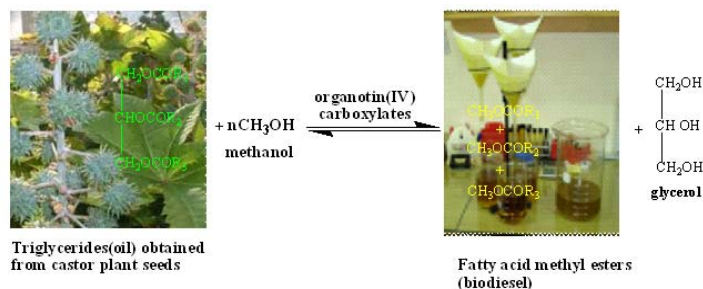 CH₂OCOR₁
CHOCOR₂
CH₂OCOR₃
+ nCH₃OH
methanol
organotin(IV)
carboxylates
CH₃OCOR₁
+
CH₃OCOR₂
+
CH₃OCOR₃
+
CH₂OH
CH OH
CH₂OH
glycerol
Triglycerides(oil) obtained
from castor plant seeds
Fatty acid methyl esters
(biodiesel)